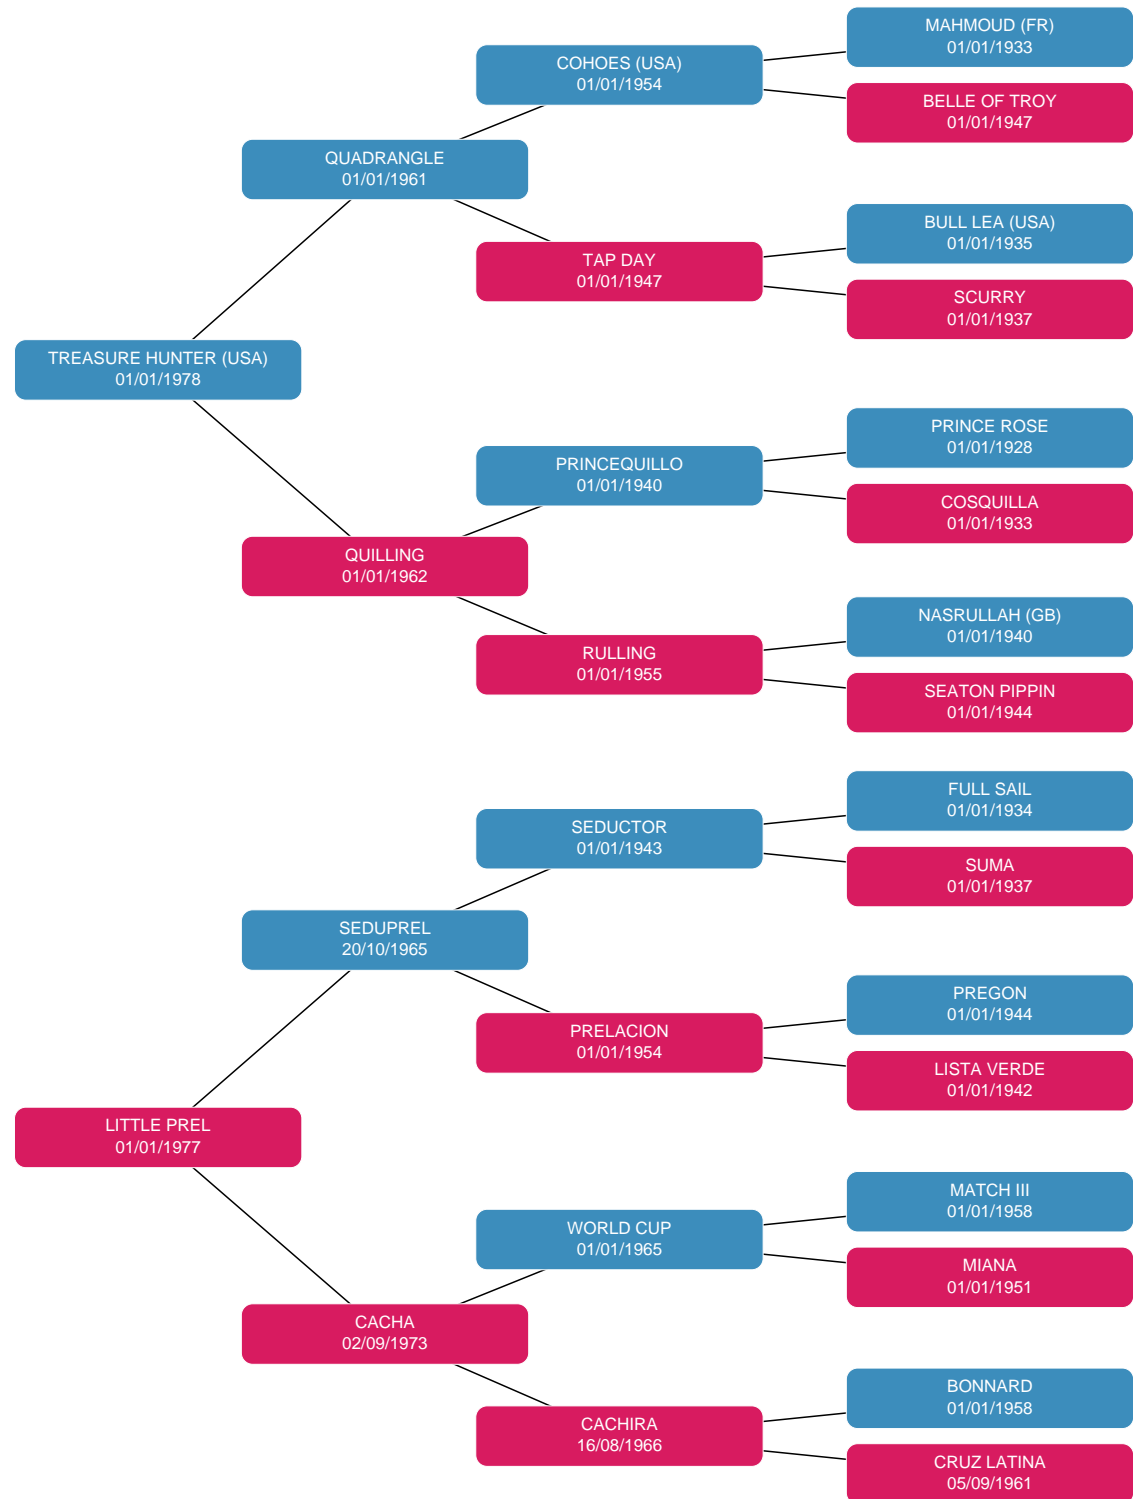 MAHMOUD (FR)
01/01/1933
COHOES (USA)
01/01/1954
BELLE OF TROY
01/01/1947
QUADRANGLE
01/01/1961
BULL LEA (USA)
01/01/1935
TAP DAY
01/01/1947
SCURRY
01/01/1937
TREASURE HUNTER (USA)
01/01/1978
PRINCE ROSE
01/01/1928
PRINCEQUILLO
01/01/1940
COSQUILLA
01/01/1933
QUILLING
01/01/1962
NASRULLAH (GB)
01/01/1940
RULLING
01/01/1955
SEATON PIPPIN
01/01/1944
FULL SAIL
01/01/1934
SEDUCTOR
01/01/1943
SUMA
01/01/1937
SEDUPREL
20/10/1965
PREGON
01/01/1944
PRELACION
01/01/1954
LISTA VERDE
01/01/1942
LITTLE PREL
01/01/1977
MATCH III
01/01/1958
WORLD CUP
01/01/1965
MIANA
01/01/1951
CACHA
02/09/1973
BONNARD
01/01/1958
CACHIRA
16/08/1966
CRUZ LATINA
05/09/1961